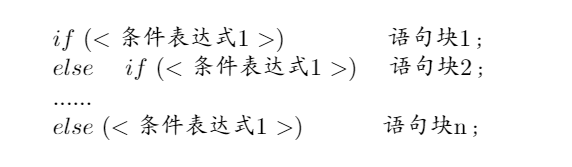 if (< 条件表达式1 >) 语句块1 ;
else if (< 条件表达式1 >) 语句块2 ;
......
else (< 条件表达式1 >) 语句块n ;